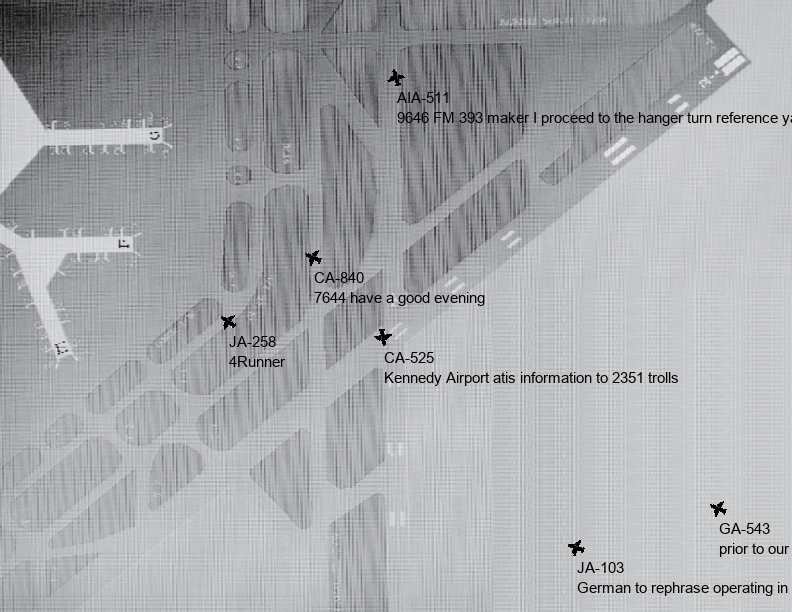 AIA-511
9646 FM 393 maker I proceed to the hanger turn reference ya
CA-840
7644 have a good evening
JA-258
4Runner
CA-525
Kennedy Airport atis information to 2351 trolls
GA-543
prior to our
JA-103
German to rephrase operating in